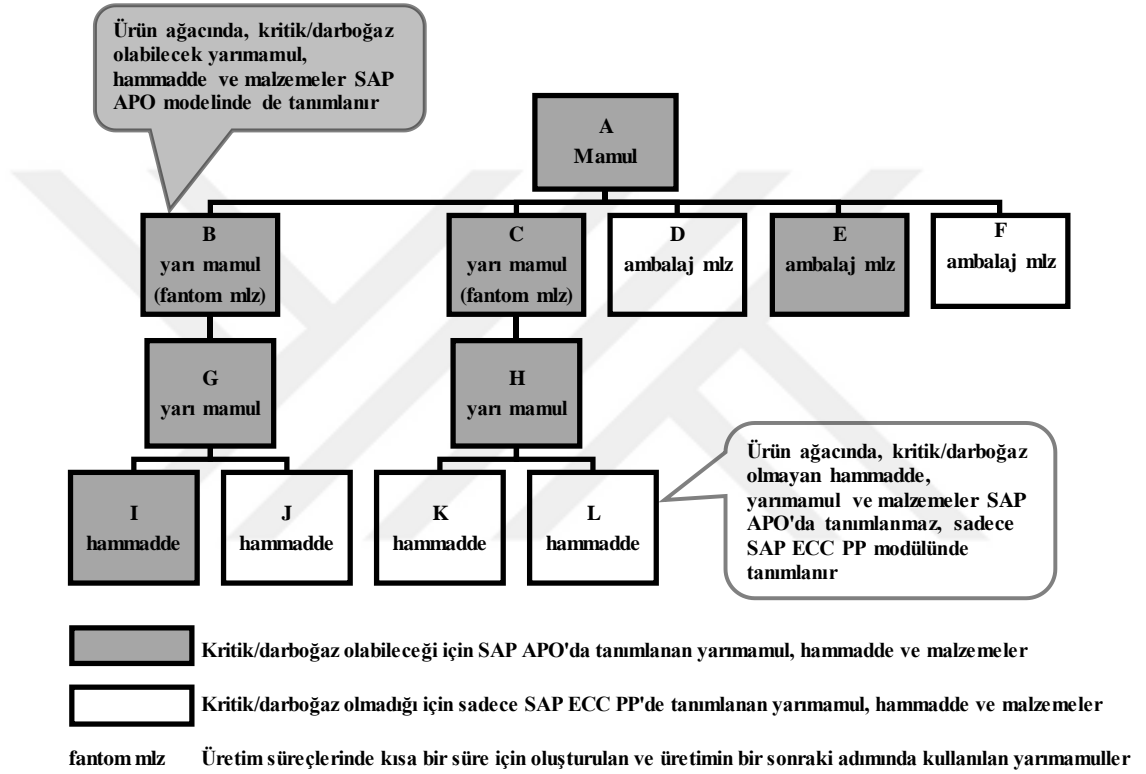 Ürün ağacında, kritik/darboğaz
olabilecek yarımamul,
hammadde ve malzemeler SAP
APO modelinde de tanımlanır
A
Mamul
B
yarı mamul
(fantom mlz)
C
yarı mamul
(fantom mlz)
D
ambalaj mlz
E
ambalaj mlz
F
ambalaj mlz
G
yarı mamul
H
yarı mamul
I
hammadde
J
hammadde
K
hammadde
L
hammadde
Ürün ağacında, kritik/darboğaz
olmayan hammadde,
yarımamul ve malzemeler SAP
APO'da tanımlanmaz, sadece
SAP ECC PP modülünde
tanımlanır
Kritik/darboğaz olabileceği için SAP APO'da tanımlanan yarımamul, hammadde ve malzemeler
Kritik/darboğaz olmadığı için sadece SAP ECC PP'de tanımlanan yarımamul, hammadde ve malzemeler
fantom mlz Üretim süreçlerinde kısa bir süre için oluşturulan ve üretimin bir sonraki adımında kullanılan yarımamuller